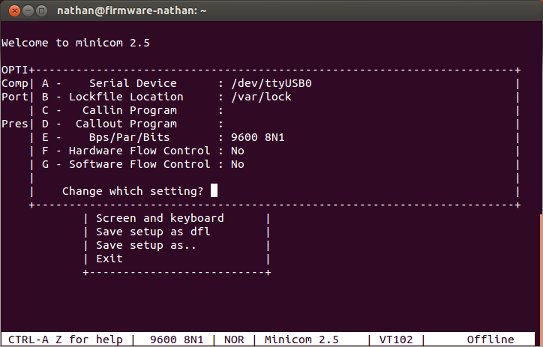 nathan@firmware-nathan: ~
Welcome to minicom 2.5
OPTI+-----------------------------------------------------------------------+
Comp| A -    Serial Device      : /dev/ttyUSB0                              |
Port| B - Lockfile Location     : /var/lock                                 |
    | C -   Callin Program      :                                           |
Pres| D -  Callout Program      :                                           |
    | E -    Bps/Par/Bits       : 9600 8N1                                  |
    | F - Hardware Flow Control : No                                        |
    | G - Software Flow Control : No                                        |
    |                                                                       |
    |    Change which setting?                                              |
    +-----------------------------------------------------------------------+
            | Screen and keyboard      |
            | Save setup as dfl        |
            | Save setup as..          |
            | Exit                     |
            +--------------------------+
CTRL-A Z for help |  9600 8N1 | NOR | Minicom 2.5    | VT102 |      Offline